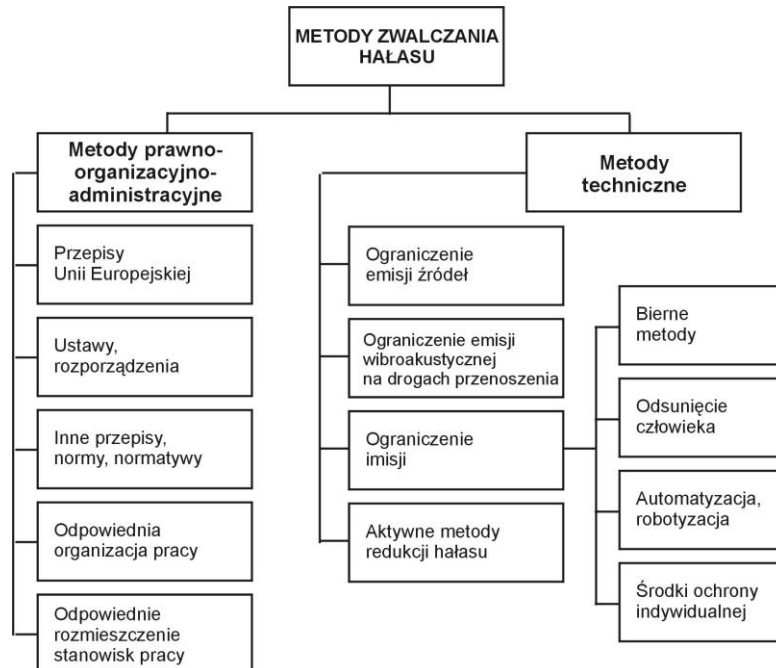 METODY ZWALCZANIA
HAŁASU
Metody prawno-
organizacyjno-
administracyjne
Przepisy
Unii Europejskiej
Ustawy,
rozporządzenia
Inne przepisy,
normy, normatywy
Odpowiednia
organizacja pracy
Odpowiednie
rozmieszczenie
stanowisk pracy
Metody
techniczne
Ograniczenie
emisji źródeł
Ograniczenie emisji
wibroakustycznej
na drogach przenoszenia
Ograniczenie
imisji
Aktywne metody
redukcji hałasu
Bierne
metody
Odsunięcie
człowieka
Automatyzacja,
robotyzacja
Środki ochrony
indywidualnej